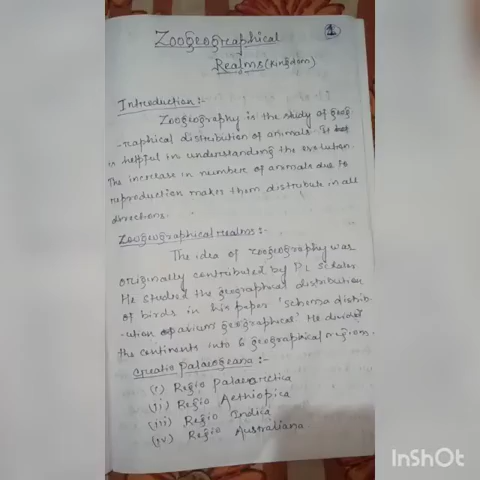 1
Zoogeographical
Realms (Kingdom)
Introduction :-
Zoogeography is the study of geog
-raphical distribution of animals. It
is helpful in understanding the evolution.
The increase in numbers of animals due to
reproduction makes them distribute in all
directions.
Zoogeographical realms :-
The idea of zoogeography was
originally contributed by P.L Sclater
He studied the geographical distribution
of birds in his paper 'Schema distrib
-ution avium geographical' He divided
the continents into 6 geographical regions.
Creatio Palaeogeana :-
(i) Regio Palaearctica
(ii) Regio Aethiopica
(iii) Regio Indica
(iv) Regio Australiana
InShOt